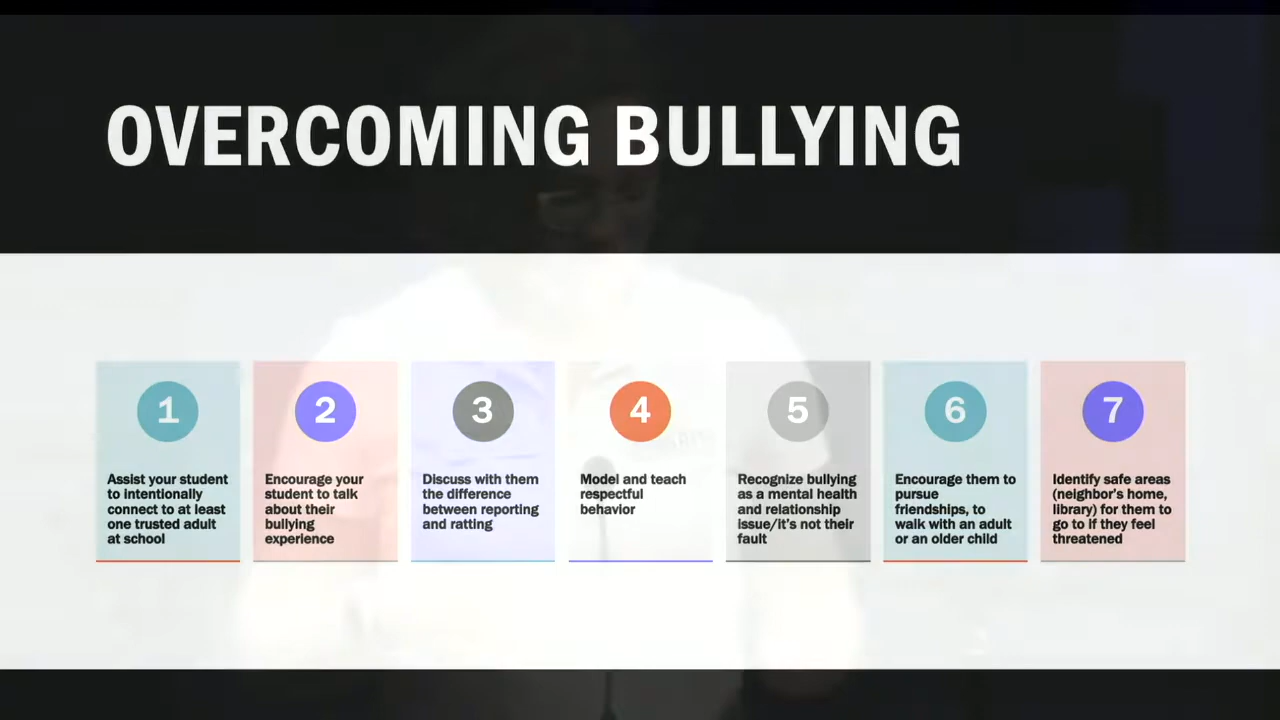 OVERCOMING BULLYING
1
Assist your student
to intentionally
connect to at least
one trusted adult
at school
2
Encourage your
student to talk
about their
bullying
experience
3
Discuss with them
the difference
between reporting
and ratting
4
Model and teach
respectful
behavior
5
Recognize bullying
as a mental health
and relationship
issue/it's not their
fault
6
Encourage them to
pursue
friendships, to
walk with an adult
or an older child
7
Identify safe areas
(neighbor's home,
library) for them to
go to if they feel
threatened